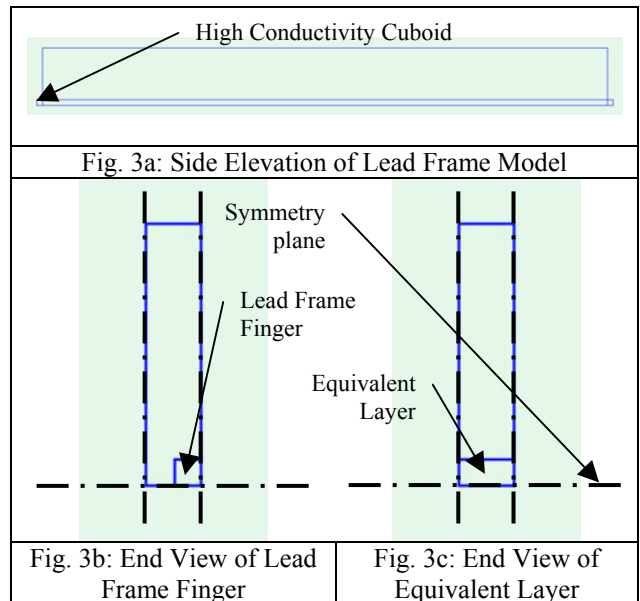 High Conductivity Cuboid
Fig. 3a: Side Elevation of Lead Frame Model
Symmetry
plane
Lead Frame
Finger
Equivalent
Layer
Fig. 3b: End View of Lead
Frame Finger
Fig. 3c: End View of
Equivalent Layer